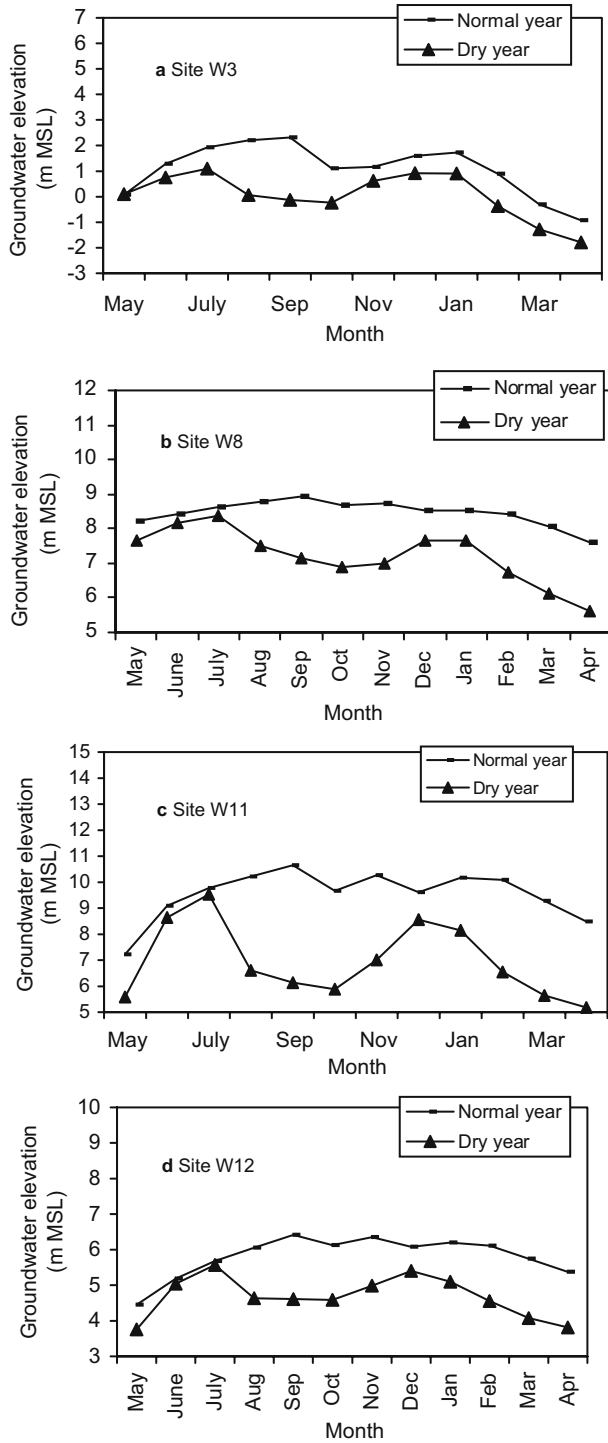 Normal year
Dry year
a Site W3
7
6
5
4
3
2
1
0
-1
-2
-3
Groundwater elevation
(m MSL)
May July Sep Nov Jan Mar
Month
Normal year
Dry year
b Site W8
12
11
10
9
8
7
6
5
Groundwater elevation
(m MSL)
May June July Aug Sep Oct Nov Dec Jan Feb Mar Apr
Month
Normal year
Dry year
c Site W11
15
14
13
12
11
10
9
8
7
6
5
Groundwater elevation
(m MSL)
May July Sep Nov Jan Mar
Month
Normal year
Dry year
d Site W12
10
9
8
7
6
5
4
3
Groundwater elevation
(m MSL)
May June July Aug Sep Oct Nov Dec Jan Feb Mar Apr
Month